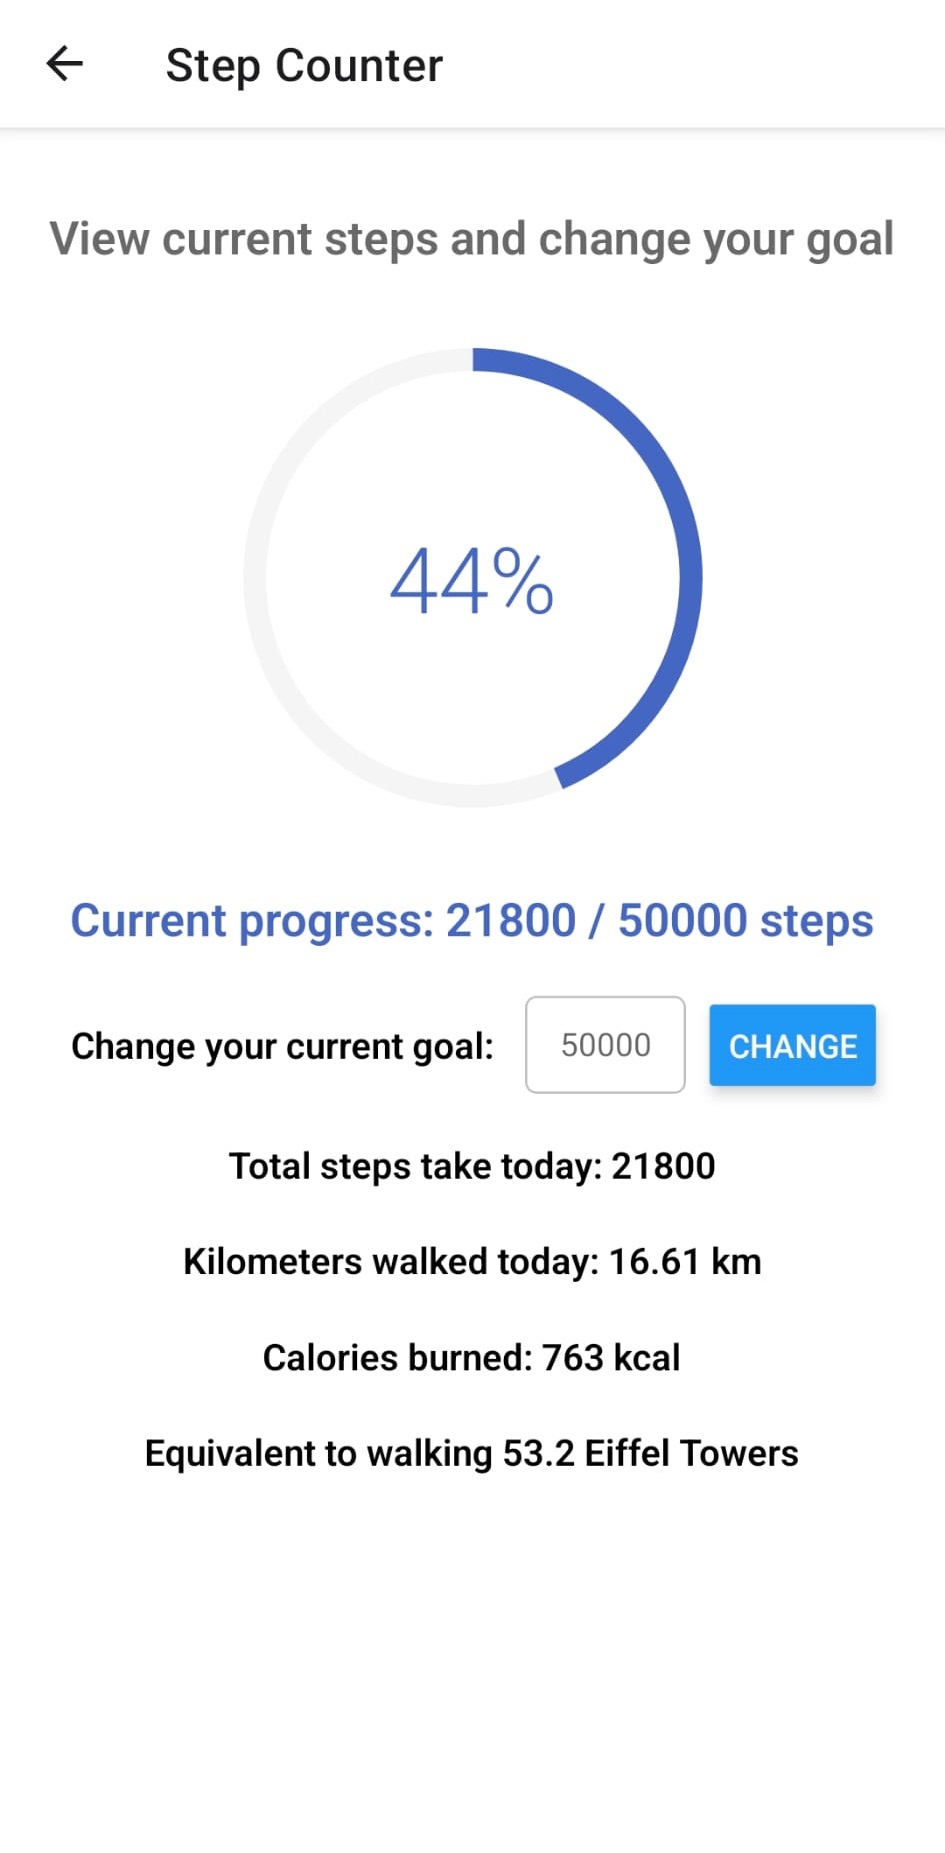 Step Counter
View current steps and change your goal
44%
Current progress: 21800 / 50000 steps
Change your current goal: 50000 CHANGE
Total steps take today: 21800
Kilometers walked today: 16.61 km
Calories burned: 763 kcal
Equivalent to walking 53.2 Eiffel Towers